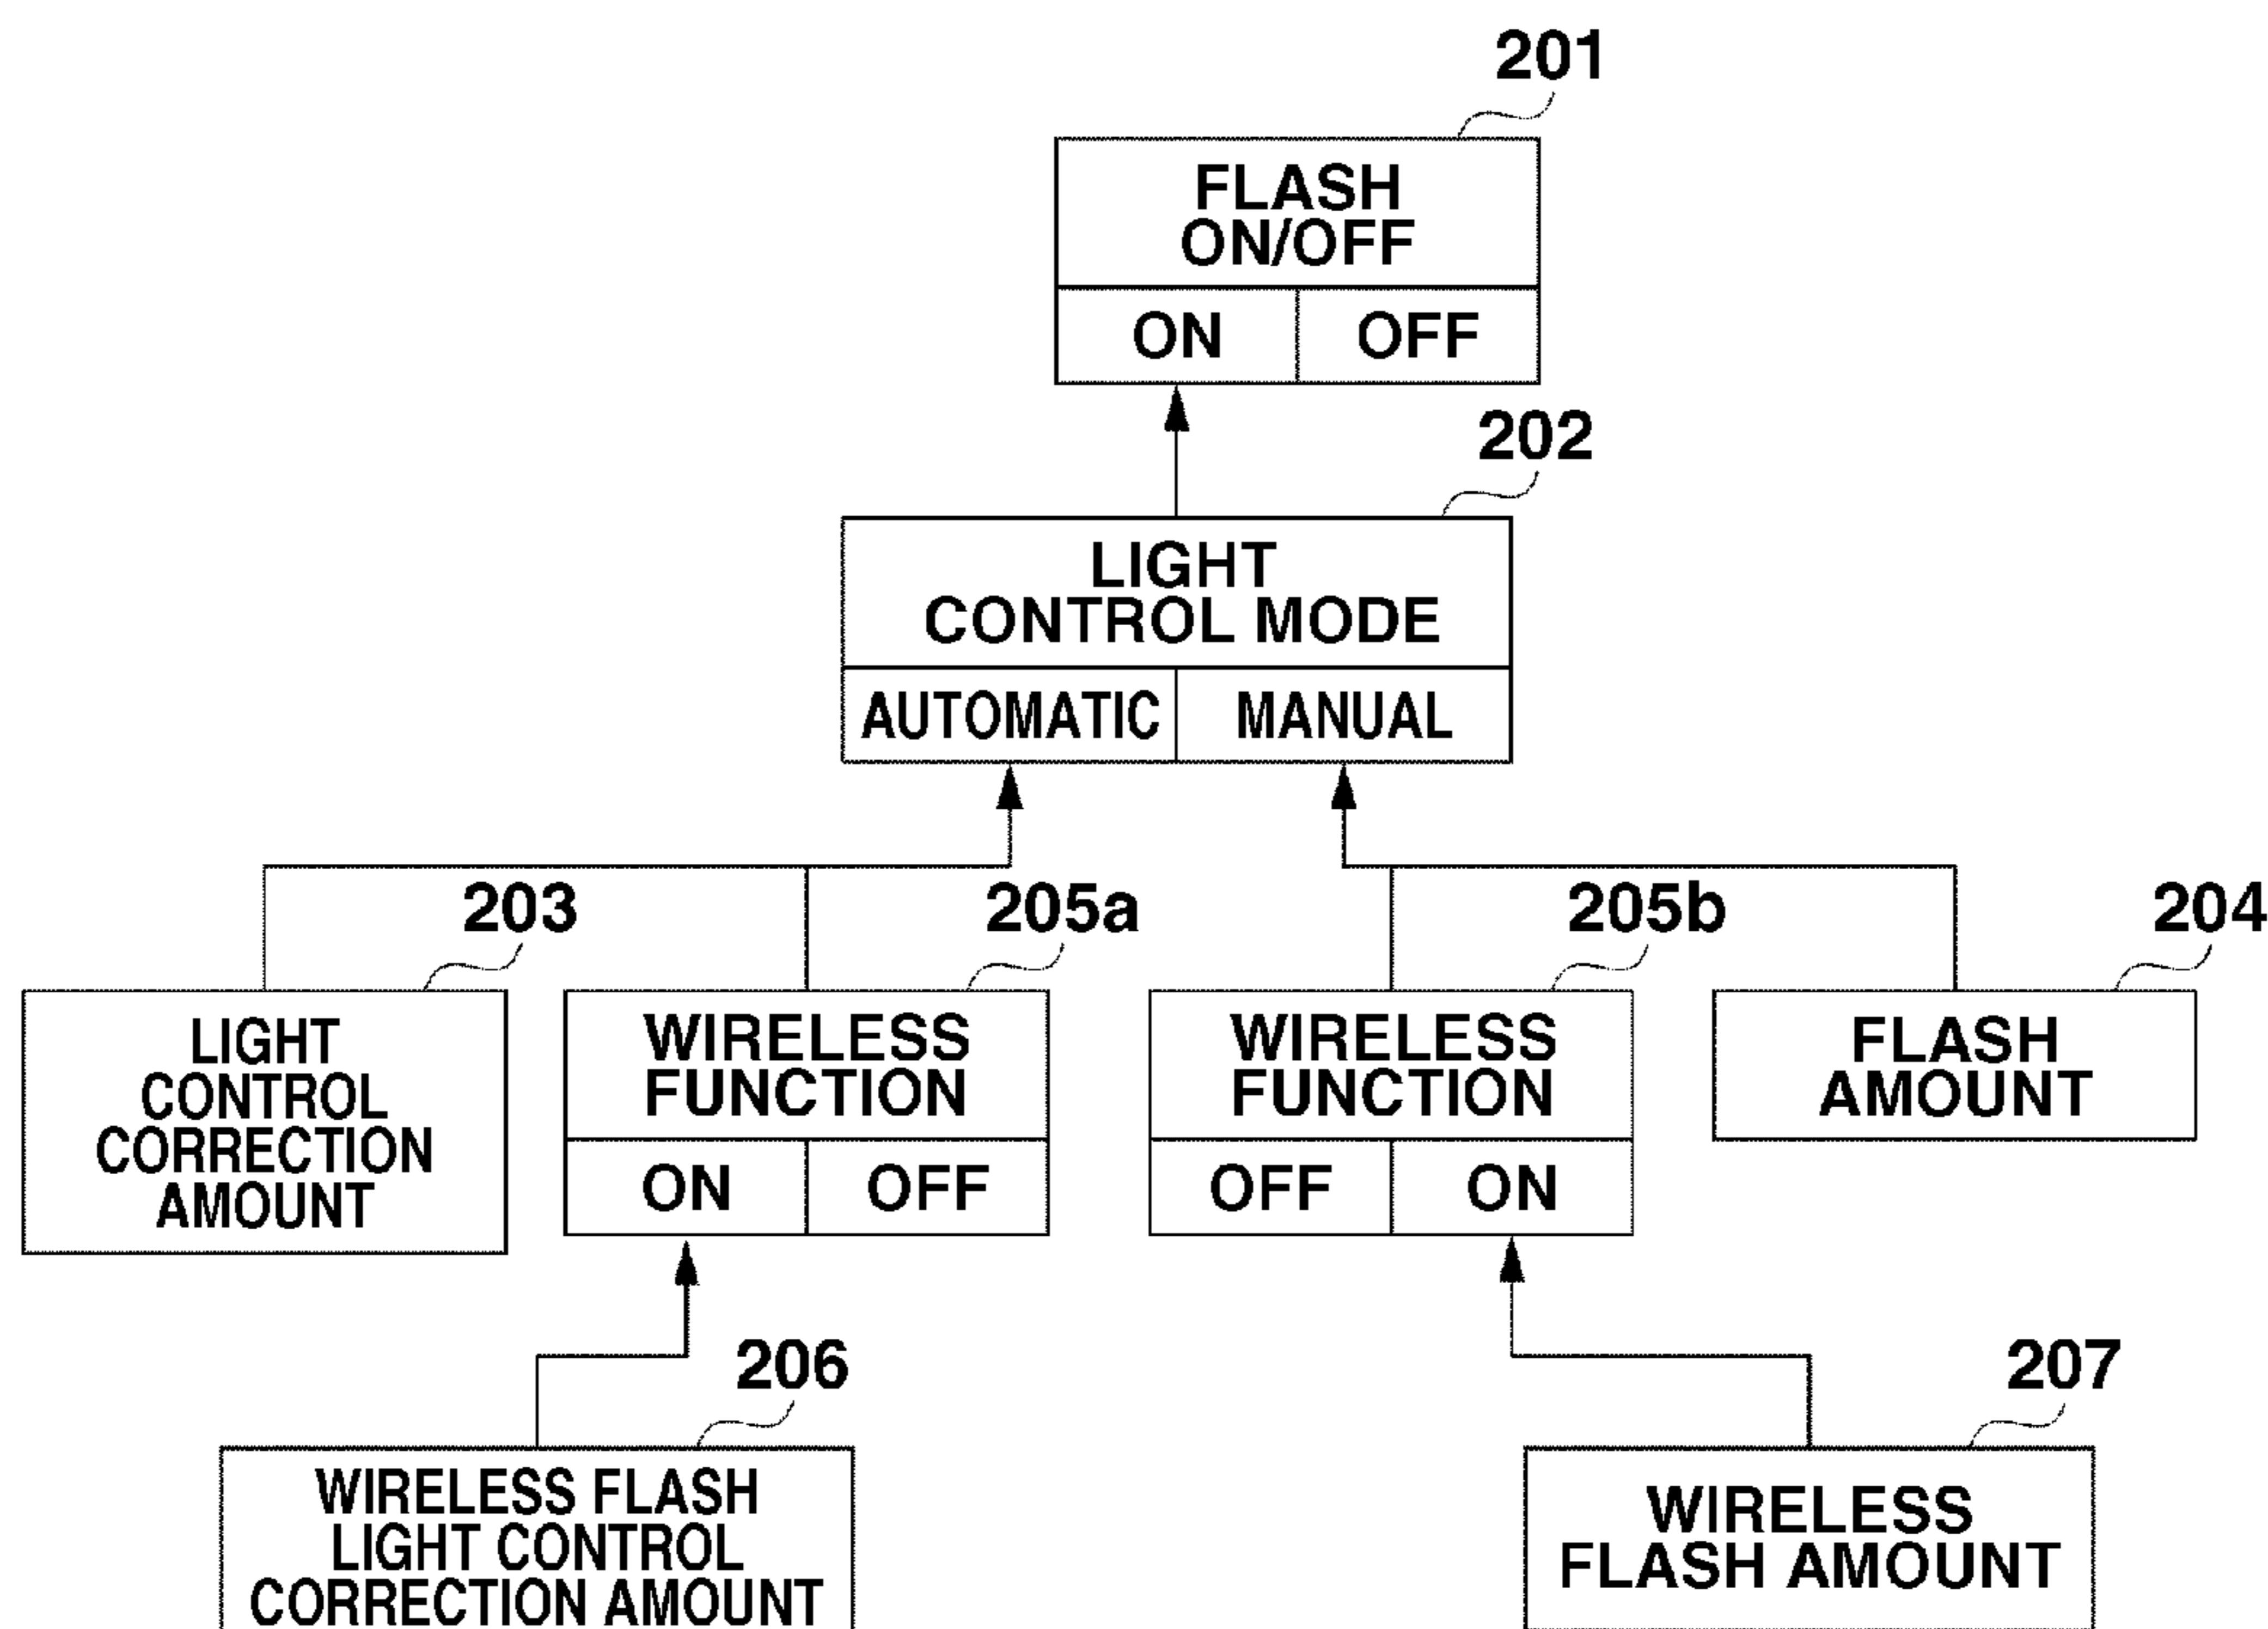 201
FLASH
ON/OFF
ON OFF
202
LIGHT
CONTROL MODE
AUTOMATIC MANUAL
203
205a
205b
204
LIGHT
CONTROL
CORRECTION
AMOUNT
WIRELESS
FUNCTION
ON OFF
WIRELESS
FUNCTION
OFF ON
FLASH
AMOUNT
206
207
WIRELESS FLASH
LIGHT CONTROL
CORRECTION AMOUNT
WIRELESS
FLASH AMOUNT